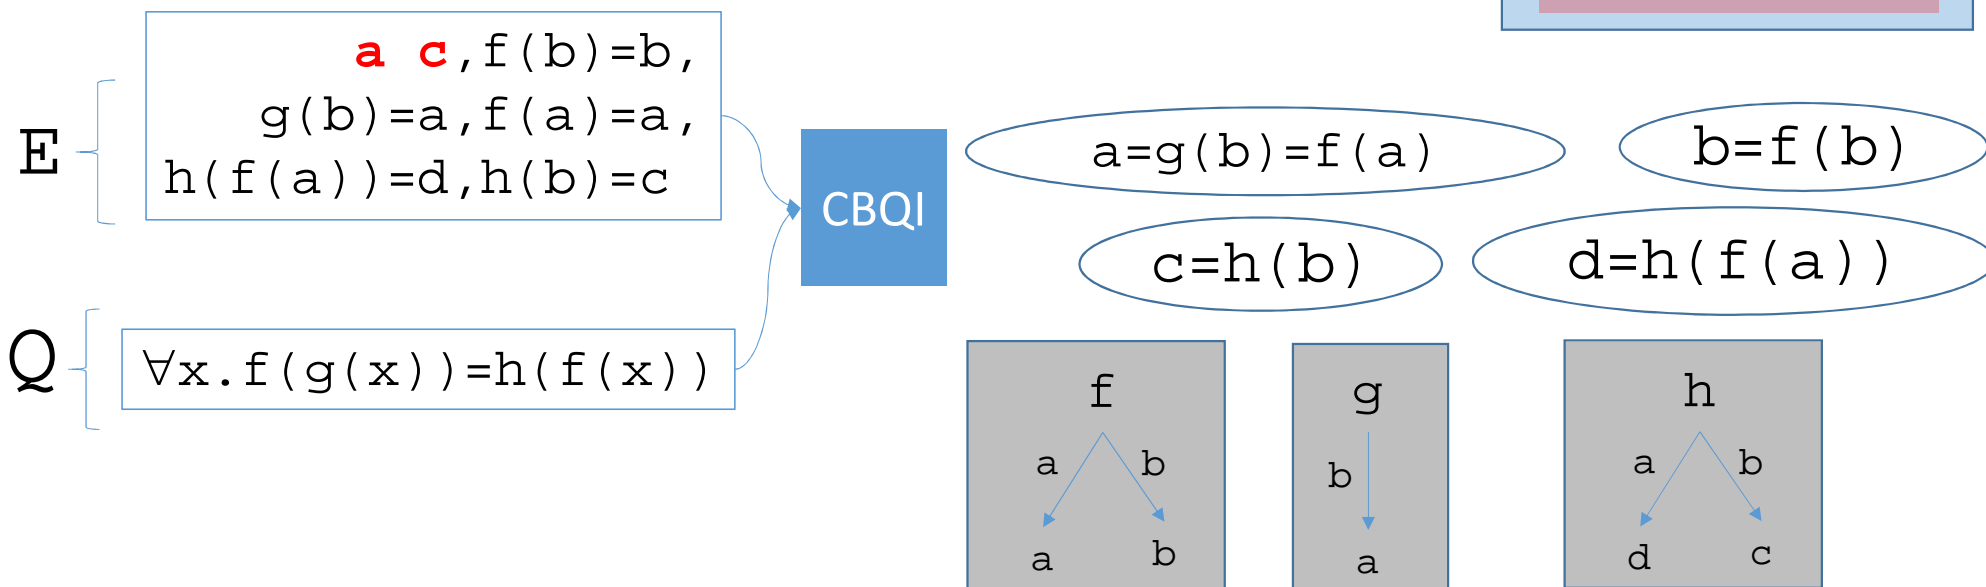 a c,f(b)=b,
g(b)=a,f(a)=a,
h(f(a))=d,h(b)=c
E
Q
∀x.f(g(x))=h(f(x))
CBQI
a=g(b)=f(a)
b=f(b)
c=h(b)
d=h(f(a))
f
a b
a b
g
b
a
h
a b
d c